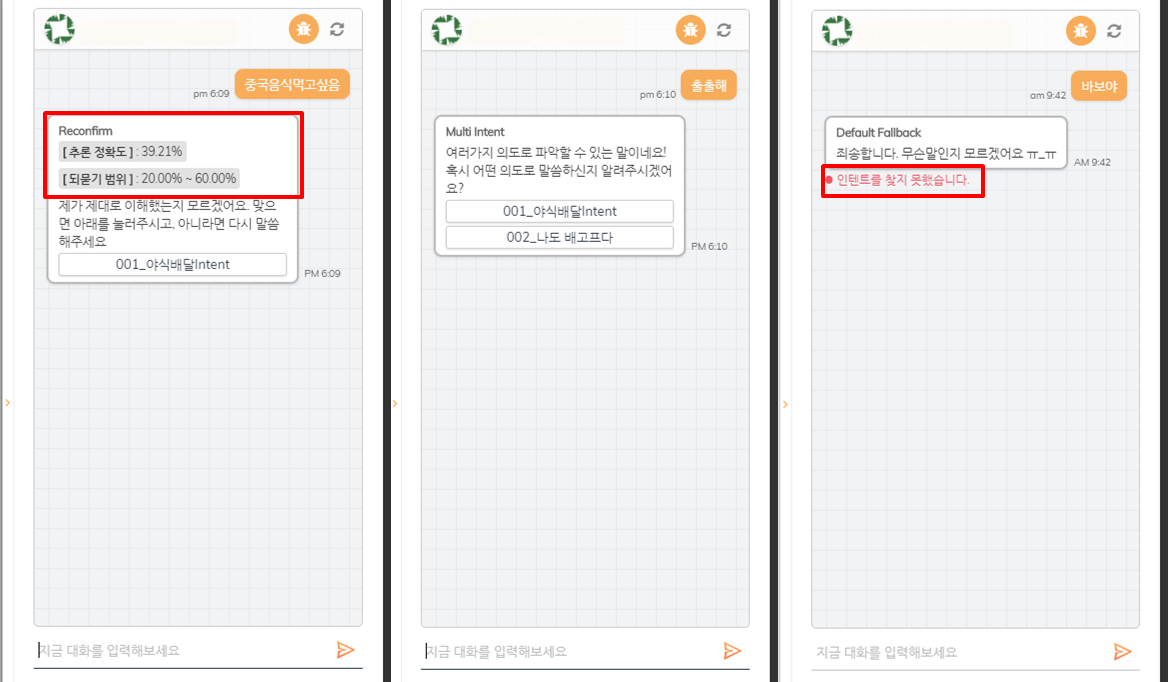 중국음식먹고싶음
pm 6:09
Reconfirm
[ 추론 정확도 ] : 39.21%
[ 되묻기 범위 ] : 20.00% ~ 60.00%
제가 제대로 이해했는지 모르겠어요. 맞으
면 아래를 눌러주시고, 아니라면 다시 말씀
해주세요
001_야식배달Intent
PM 6:09
지금 대화를 입력해보세요
출출해
pm 6:10
Multi Intent
여러가지 의도로 파악할 수 있는 말이네요!
혹시 어떤 의도로 말씀하신지 알려주시겠어
요?
001_야식배달Intent
002_나도 배고프다
PM 6:10
지금 대화를 입력해보세요
바보야
am 9:42
Default Fallback
죄송합니다. 무슨말인지 모르겠어요 ㅠ_ㅠ
AM 9:42
인텐트를 찾지 못했습니다.
지금 대화를 입력해보세요